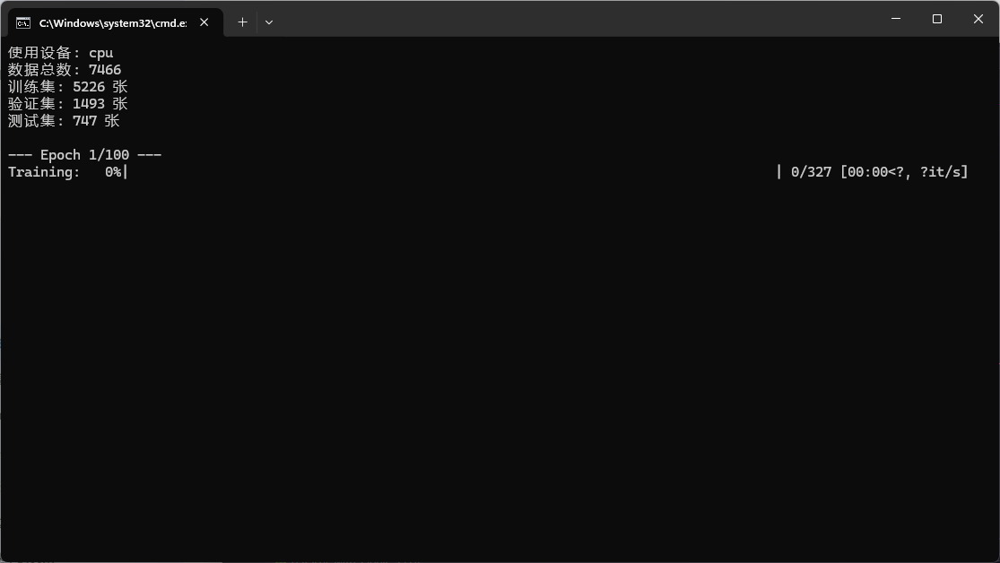 C:\Windows\system32\cmd.e
使用设备: cpu
数据总数: 7466
训练集: 5226 张
验证集: 1493 张
测试集: 747 张
--- Epoch 1/100 ---
Training:   0%|          | 0/327 [00:00<?, ?it/s]